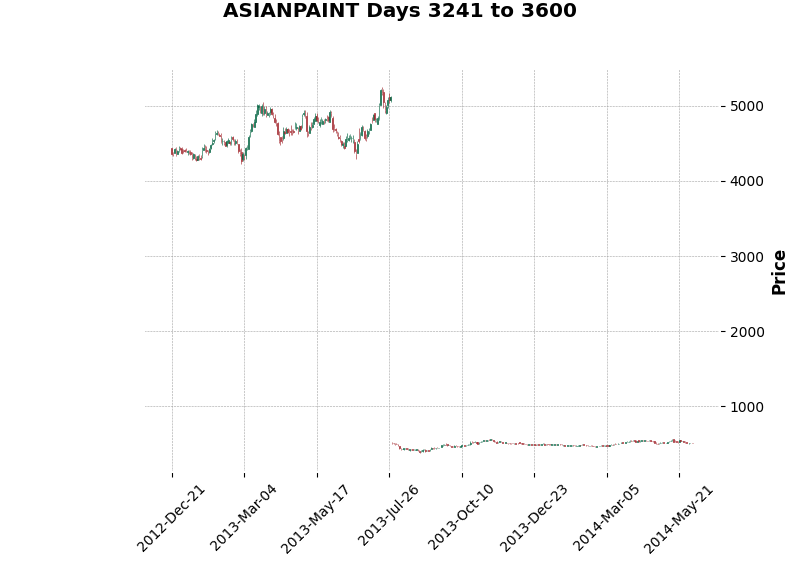 ASIANPAINT Days 3241 to 3600
5000
4000
3000
2000
1000
Price
2012-Dec-21
2013-Mar-04
2013-May-17
2013-Jul-26
2013-Oct-10
2013-Dec-23
2014-Mar-05
2014-May-21